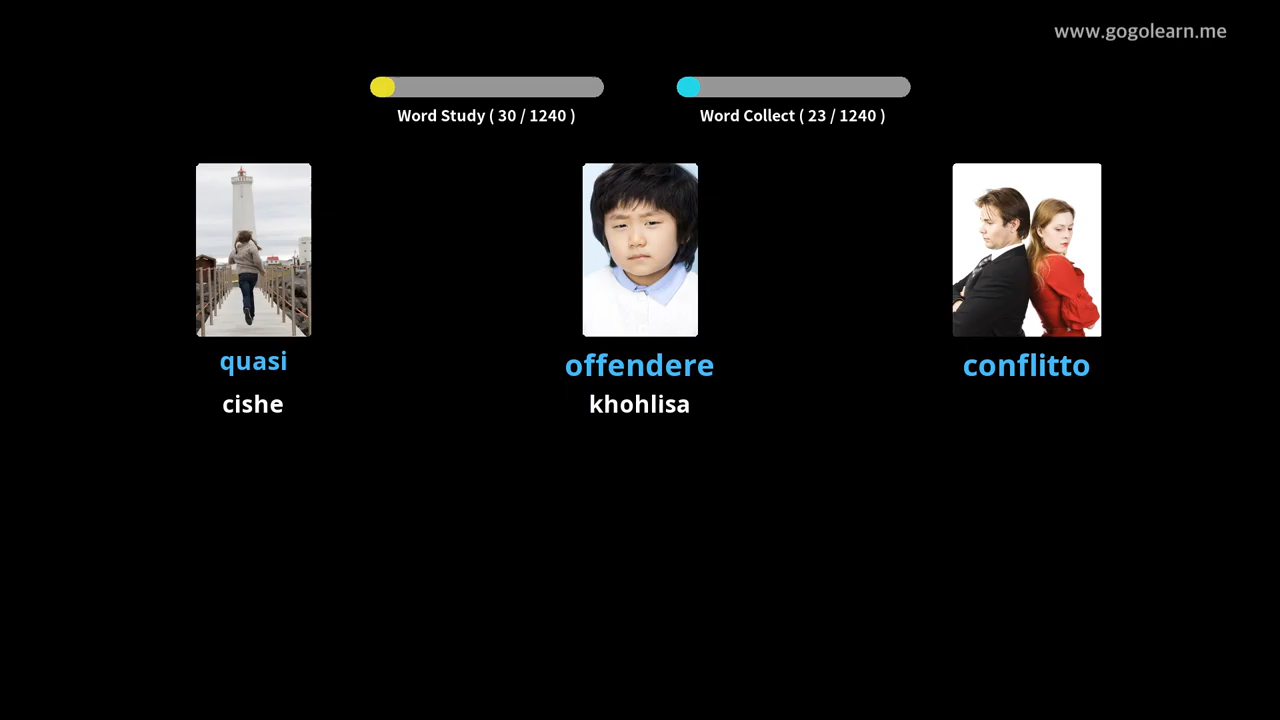 www.gogolearn.me
Word Study ( 30 / 1240 )
Word Collect ( 23 / 1240 )
quasi
offendere
conflitto
cishe
khohlisa